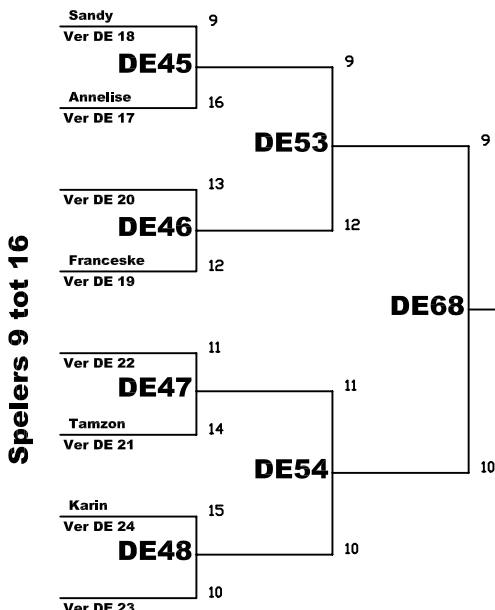 Spelers 9 tot 16
Sandy
9
Ver DE 18
DE45
9
Annelise
16
Ver DE 17
DE53
9
13
Ver DE 20
DE46
12
Franceske
12
Ver DE 19
DE68
11
Ver DE 22
DE47
11
Tamzon
14
Ver DE 21
DE54
10
Karin
15
Ver DE 24
DE48
10
10
Ver DE 23